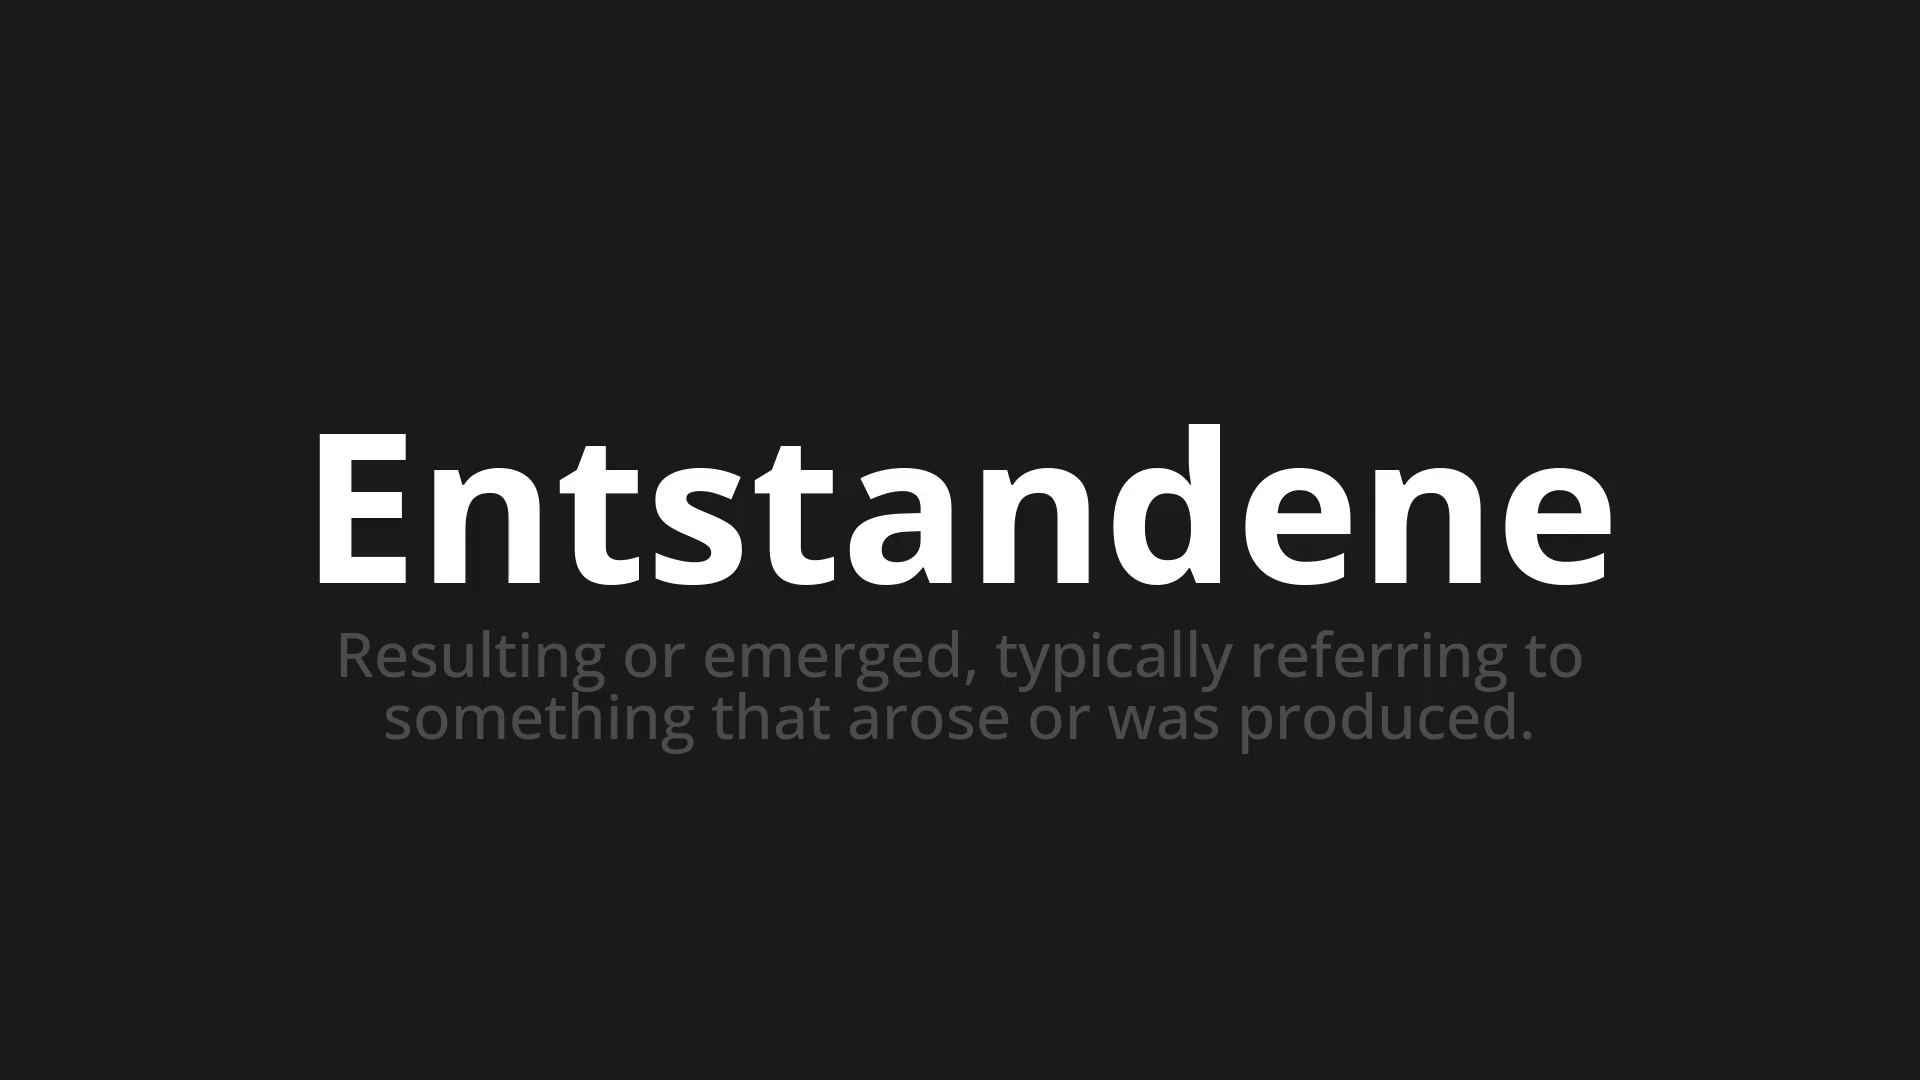 Entstandene
Resulting or emerged, typically referring to
something that arose or was produced.